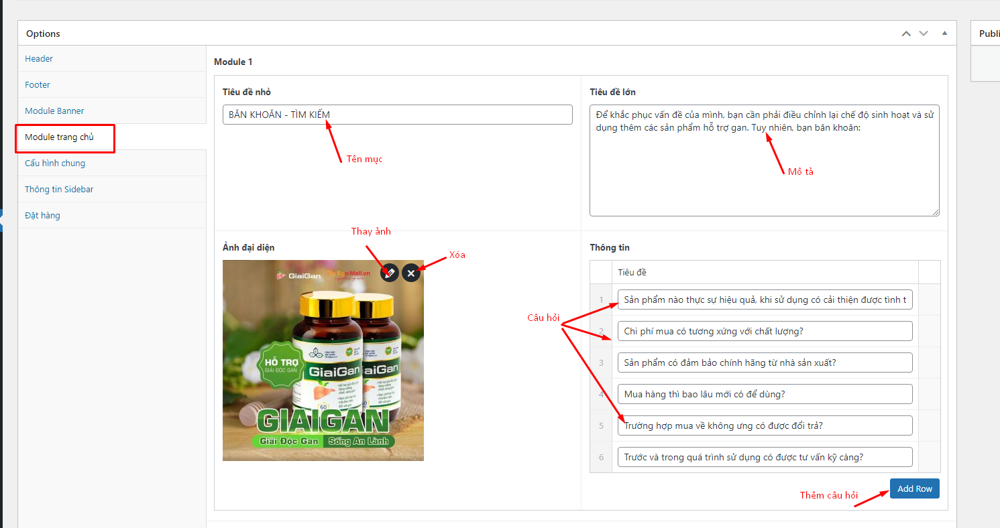 Options
Publi
Header
Footer
Module Banner
Module trang chủ
Cấu hình chung
Thông tin Sidebar
Đặt hàng
Module 1
Tiêu đề nhỏ
BĂN KHOĂN - TÌM KIẾM
Tên mục
Tiêu đề lớn
Để khắc phục vấn đề của mình, bạn cần phải điều chỉnh lại chế độ sinh hoạt và sử
dụng thêm các sản phẩm hỗ trợ gan. Tuy nhiên, bạn băn khoăn:
Mô tả
Ảnh đại diện
Thay ảnh
Xóa
GiaiGan
Mall.vn
HỖ TRỢ
GIẢI ĐỘC GAN
GiaiGan
iaiGan
60
GIAIGAN
Giải Độc Gan Sống An Lành
Thông tin
Tiêu đề
Câu hỏi
1 Sản phẩm nào thực sự hiệu quả, khi sử dụng có cải thiện được tình t
2 Chi phí mua có tương xứng với chất lượng?
3 Sản phẩm có đảm bảo chính hãng từ nhà sản xuất?
4 Mua hàng thì bao lâu mới có để dùng?
5 Trường hợp mua về không ưng có được đổi trả?
6 Trước và trong quá trình sử dụng có được tư vấn kỹ càng?
Thêm câu hỏi
Add Row